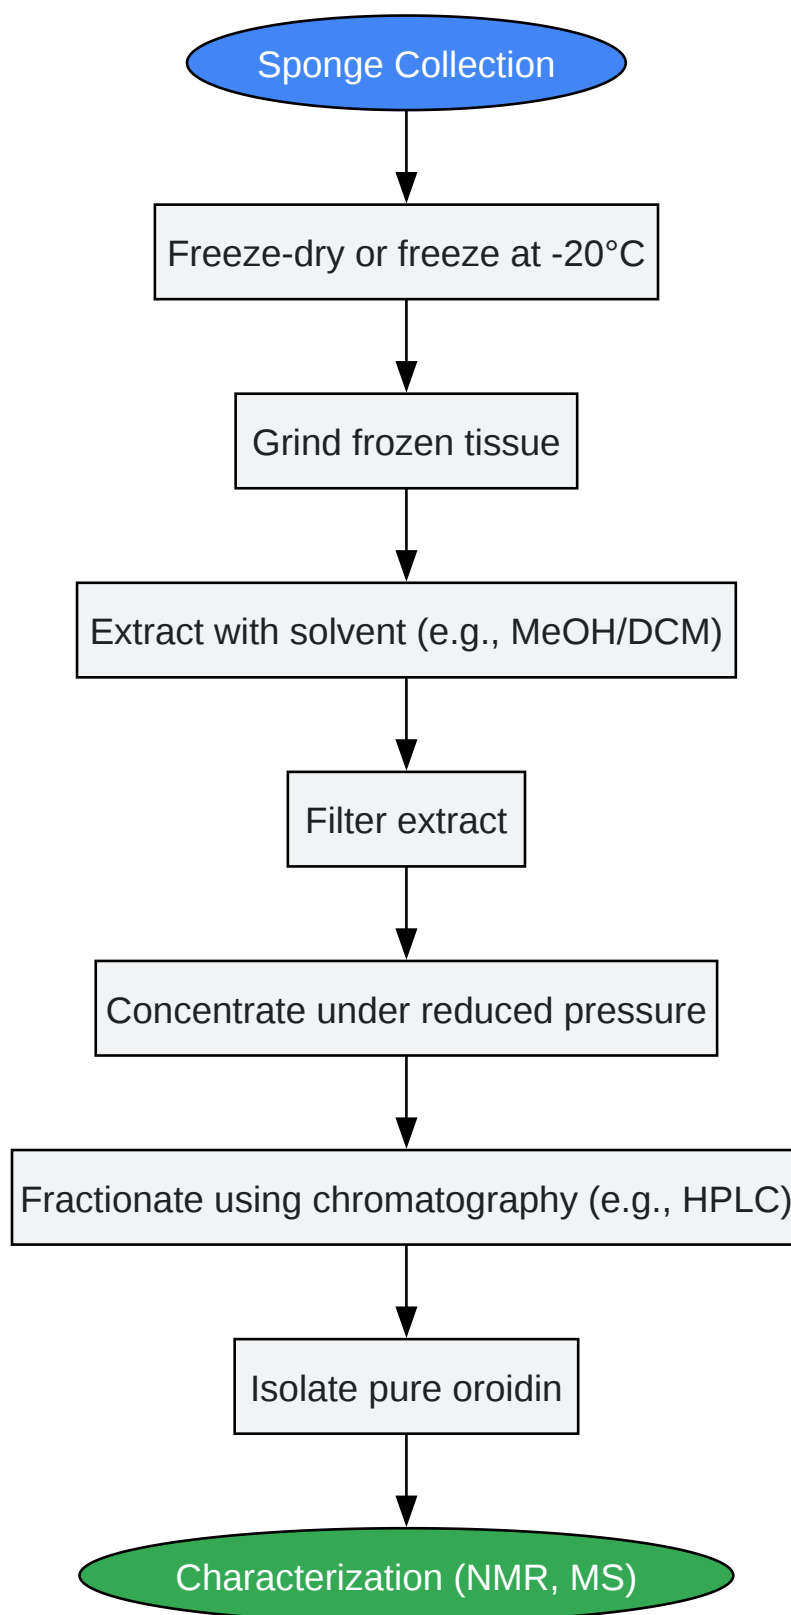 Sponge Collection
Freeze-dry or freeze at -20°C
Grind frozen tissue
Extract with solvent (e.g., MeOH/DCM)
Filter extract
Concentrate under reduced pressure
Fractionate using chromatography (e.g., HPLC)
Isolate pure oroidin
Characterization (NMR, MS)